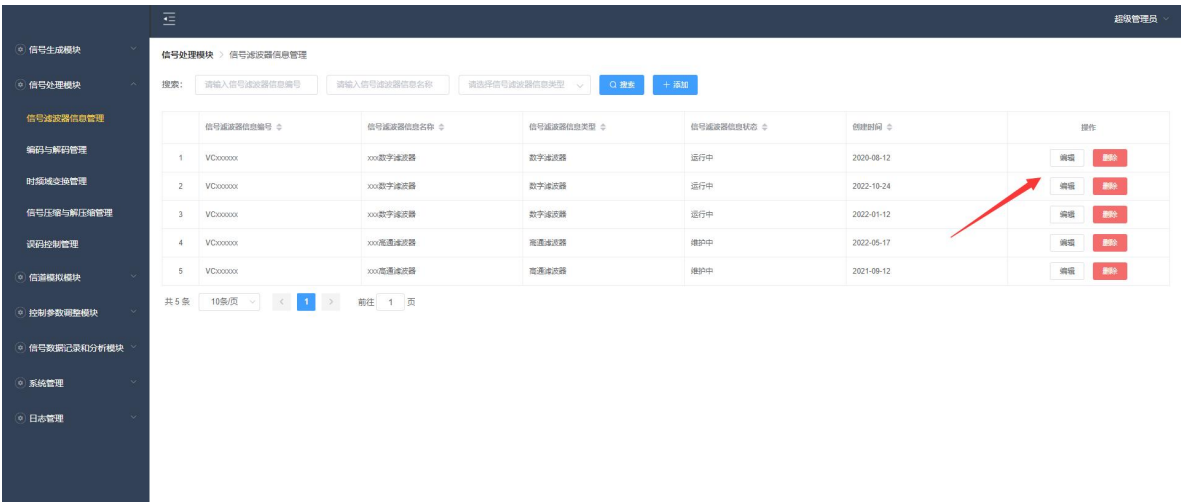 超级管理员
信号生成模块
信号处理模块
信号滤波器信息管理
编码与解码管理
时频域变换管理
信号压缩与解压缩管理
误码控制管理
信道模拟模块
控制参数调整模块
信号数据记录和分析模块
系统管理
日志管理
信号处理模块 > 信号滤波器信息管理
搜索: 请输入信号滤波器信息编号 请输入信号滤波器信息名称 请选择信号滤波器信息类型 搜索 + 添加
信号滤波器信息编号 信号滤波器信息名称 信号滤波器信息类型 信号滤波器信息状态 创建时间 操作
1 VCxxxxxx xxx数字滤波器 数字滤波器 运行中 2020-08-12 编辑 删除
2 VCxxxxxx xxx数字滤波器 数字滤波器 运行中 2022-10-24 编辑 删除
3 VCxxxxxx xxx数字滤波器 数字滤波器 运行中 2022-01-12 编辑 删除
4 VCxxxxxx xxx高通滤波器 高通滤波器 维护中 2022-05-17 编辑 删除
5 VCxxxxxx xxx高通滤波器 高通滤波器 维护中 2021-09-12 编辑 删除
共 5 条 10条/页 < 1 > 前往 1 页